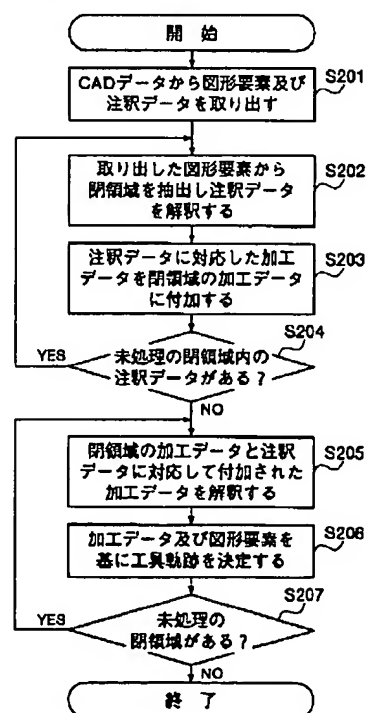 開 始
CADデータから図形要素及び
注釈データを取り出す
S201
取り出した図形要素から
閉領域を抽出し注釈データ
を解釈する
S202
注釈データに対応した加工
データを閉領域の加工データ
に付加する
S203
未処理の閉領域内の
注釈データがある?
S204
YES
NO
閉領域の加工データと注釈
データに対応して付加された
加工データを解釈する
S205
加工データ及び図形要素を
基に工具軌跡を決定する
S206
未処理の
閉領域がある?
S207
YES
NO
終 了